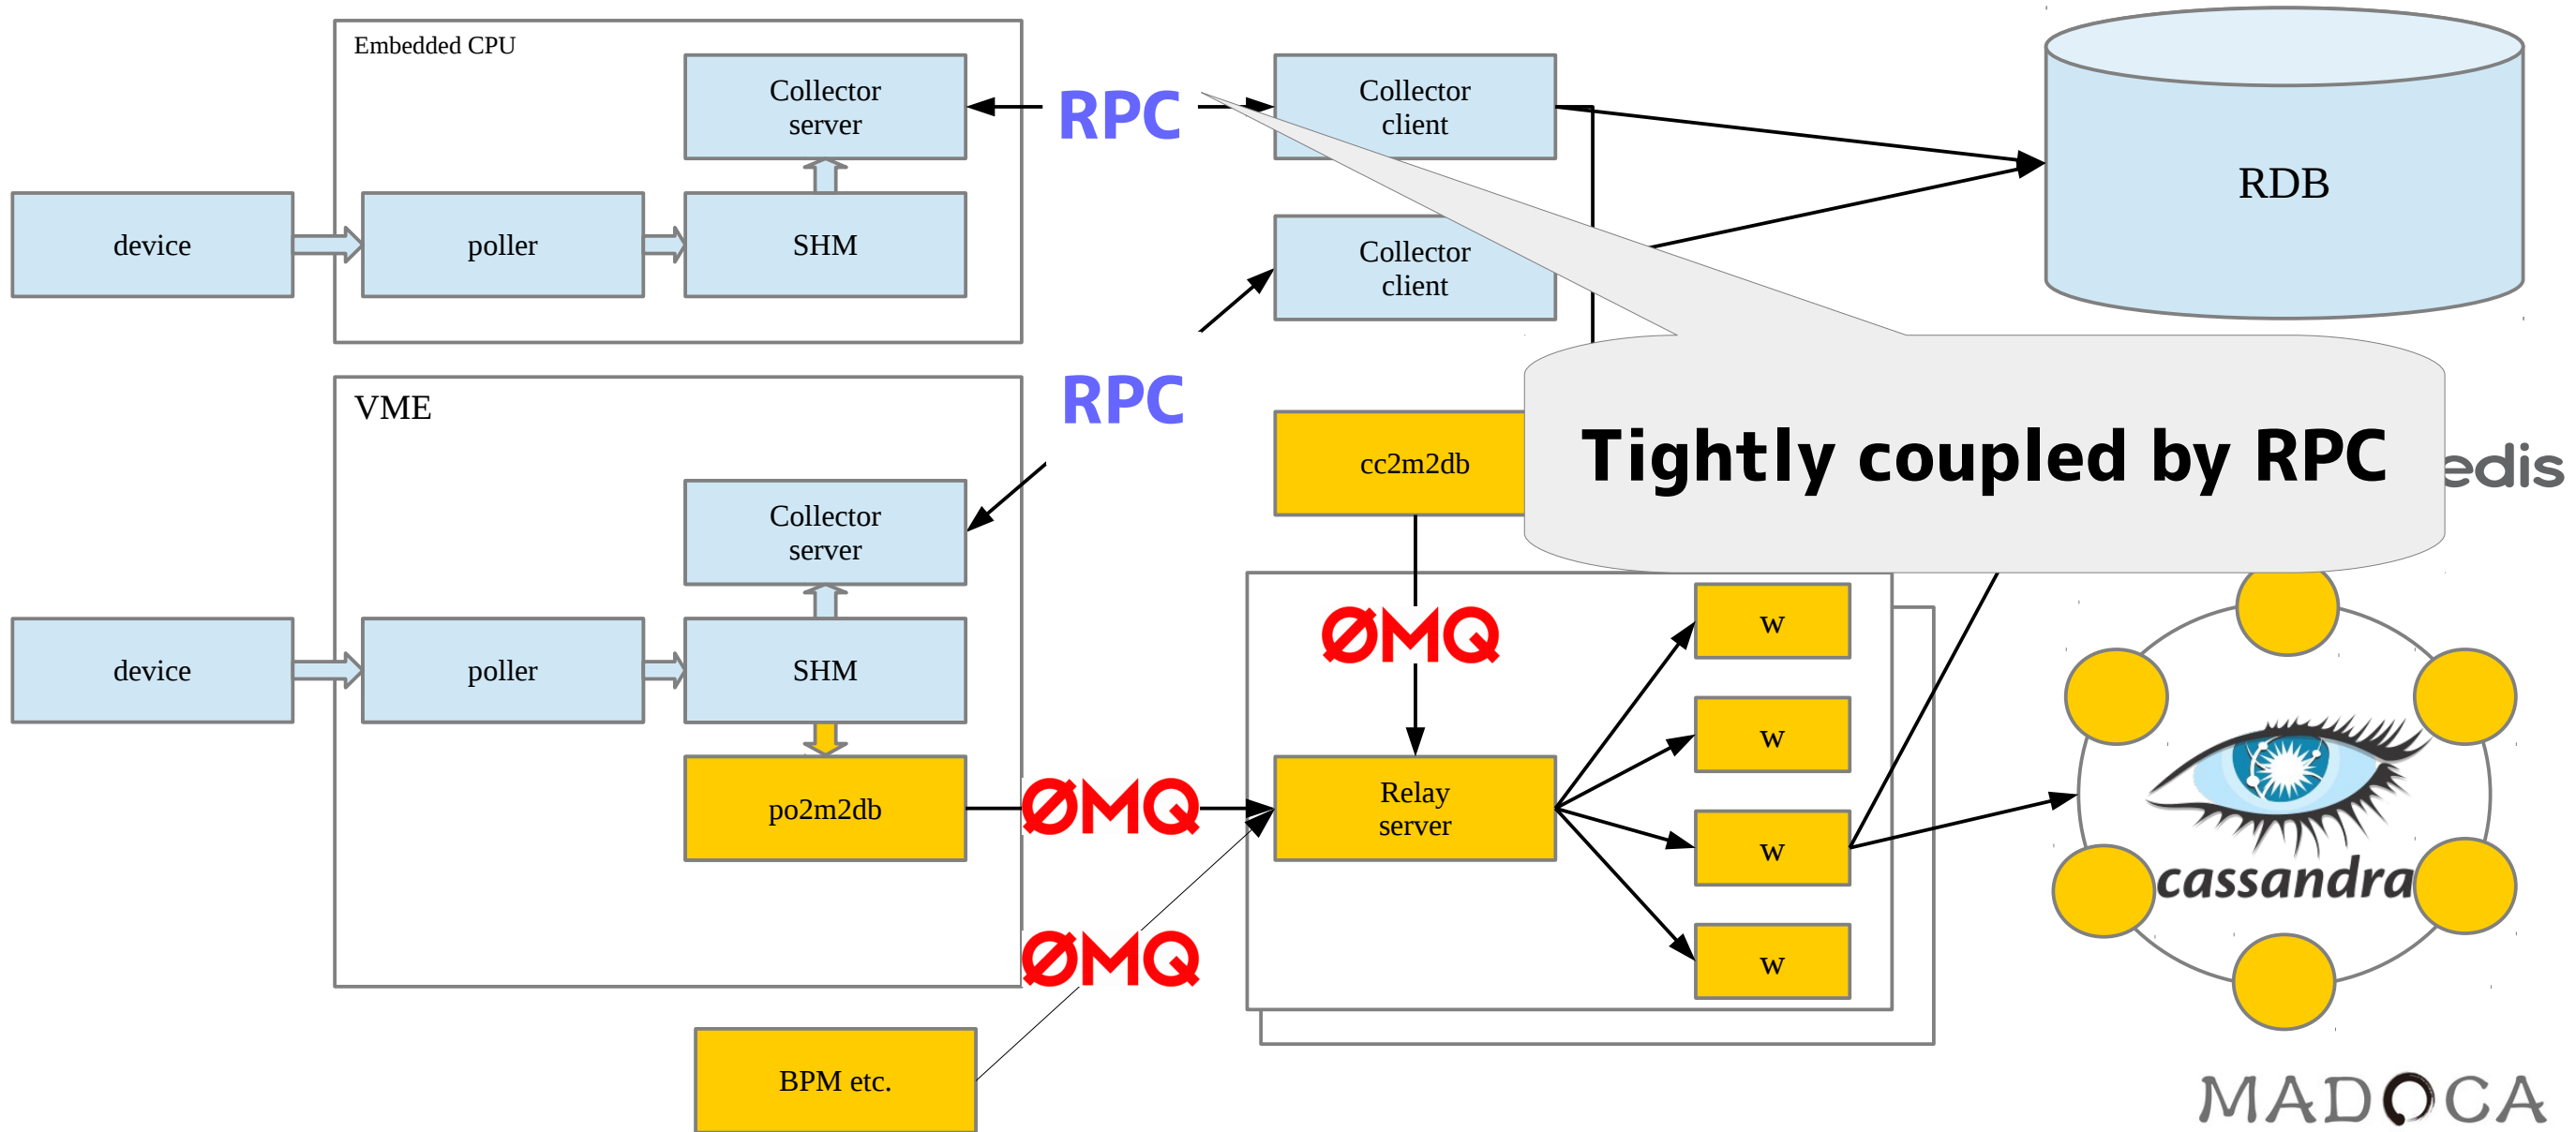 Embedded CPU
Collector
server
RPC
Collector
client
RDB
device
poller
SHM
Collector
client
VME
RPC
cc2m2db
Tightly coupled by RPC
edis
Collector
server
ØMQ
w
device
poller
SHM
w
po2m2db
ØMQ
Relay
server
w
cassandra
ØMQ
w
BPM etc.
MADOCA